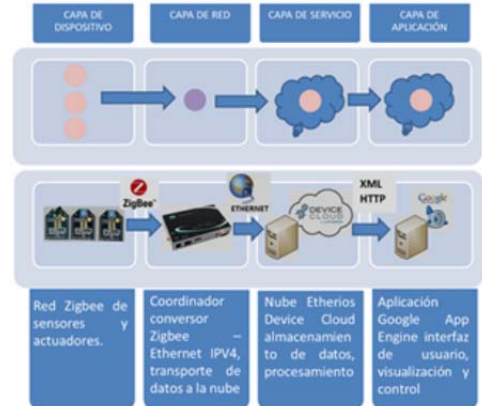 CAPA DE
DISPOSITIVO
CAPA DE RED
CAPA DE SERVICIO
CAPA DE
APLICACIÓN
ZigBee™
ETHERNET
DEVICE
CLOUD
XML
HTTP
Google
Red Zigbee de
sensores y
actuadores.
Coordinador
conversor
Zigbee –
Ethernet IPV4,
transporte de
datos a la nube
Nube Etherios
Device Cloud
almacenamien
to de datos,
procesamiento
Aplicación
Google App
Engine interfaz
de usuario,
visualización y
control